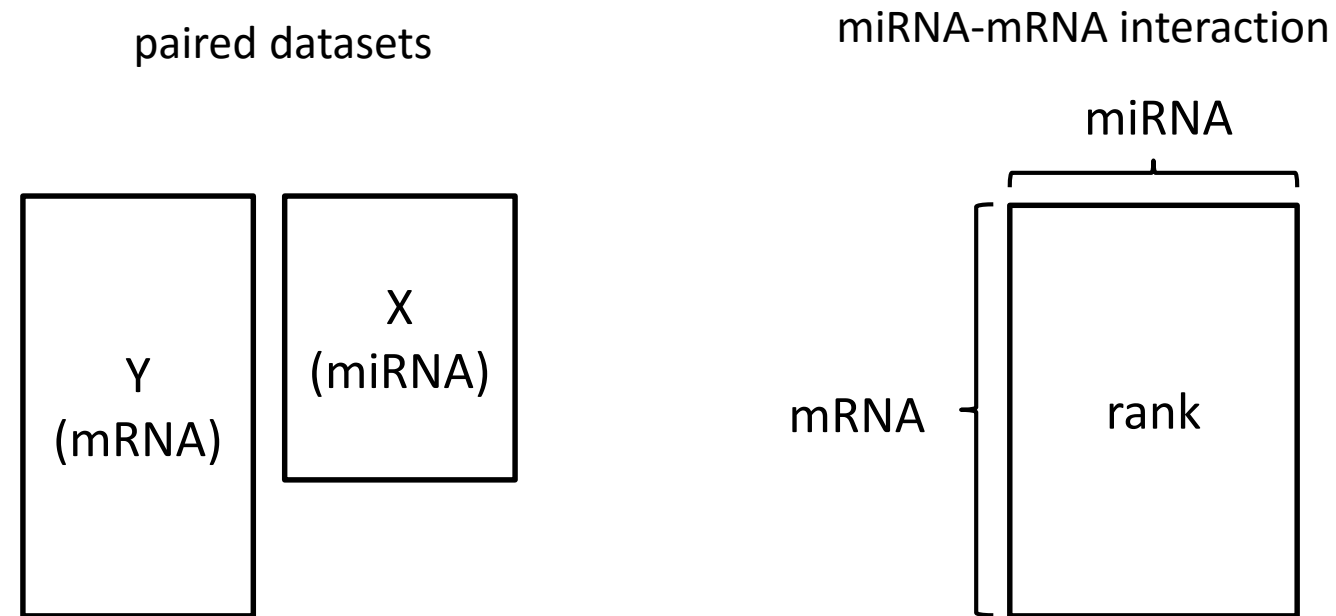 paired datasets
miRNA-mRNA interaction
Y
(mRNA)
X
(miRNA)
miRNA
mRNA
rank